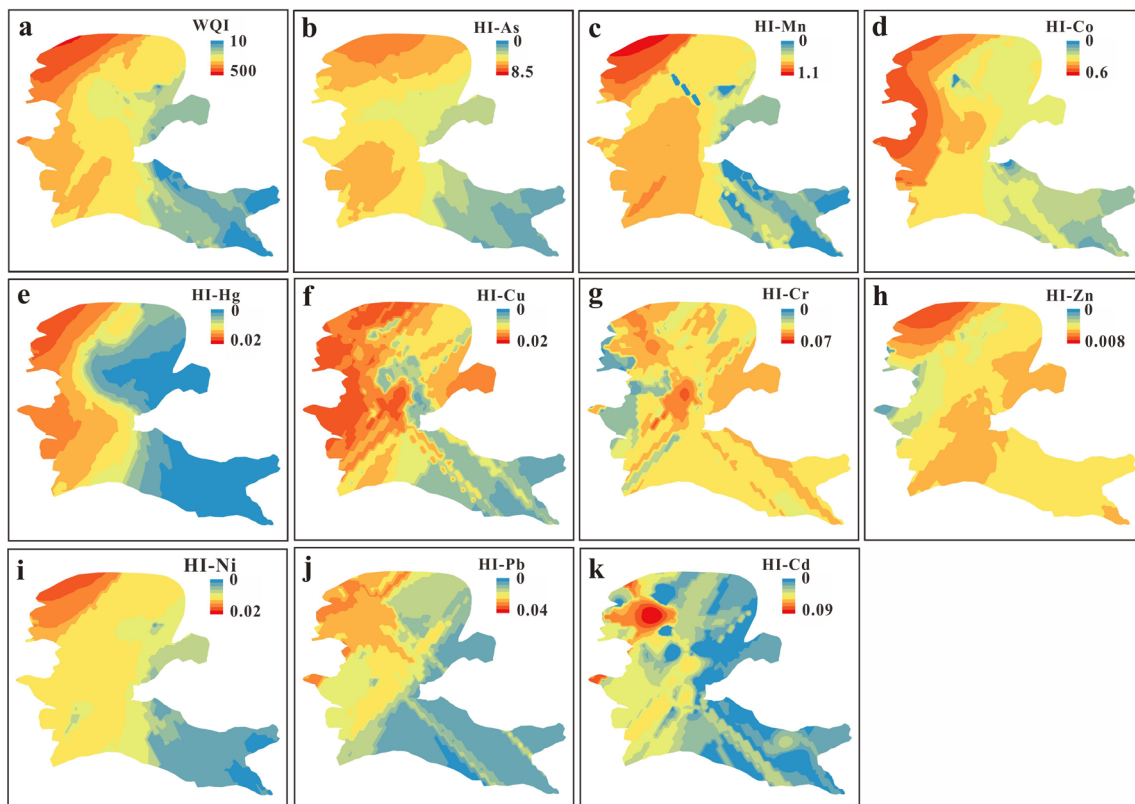 a
WQI
10
500
b
HI-As
0
8.5
c
HI-Mn
0
1.1
d
HI-Co
0
0.6
e
HI-Hg
0
0.02
f
HI-Cu
0
0.02
g
HI-Cr
0
0.07
h
HI-Zn
0
0.008
i
HI-Ni
0
0.02
j
HI-Pb
0
0.04
k
HI-Cd
0
0.09